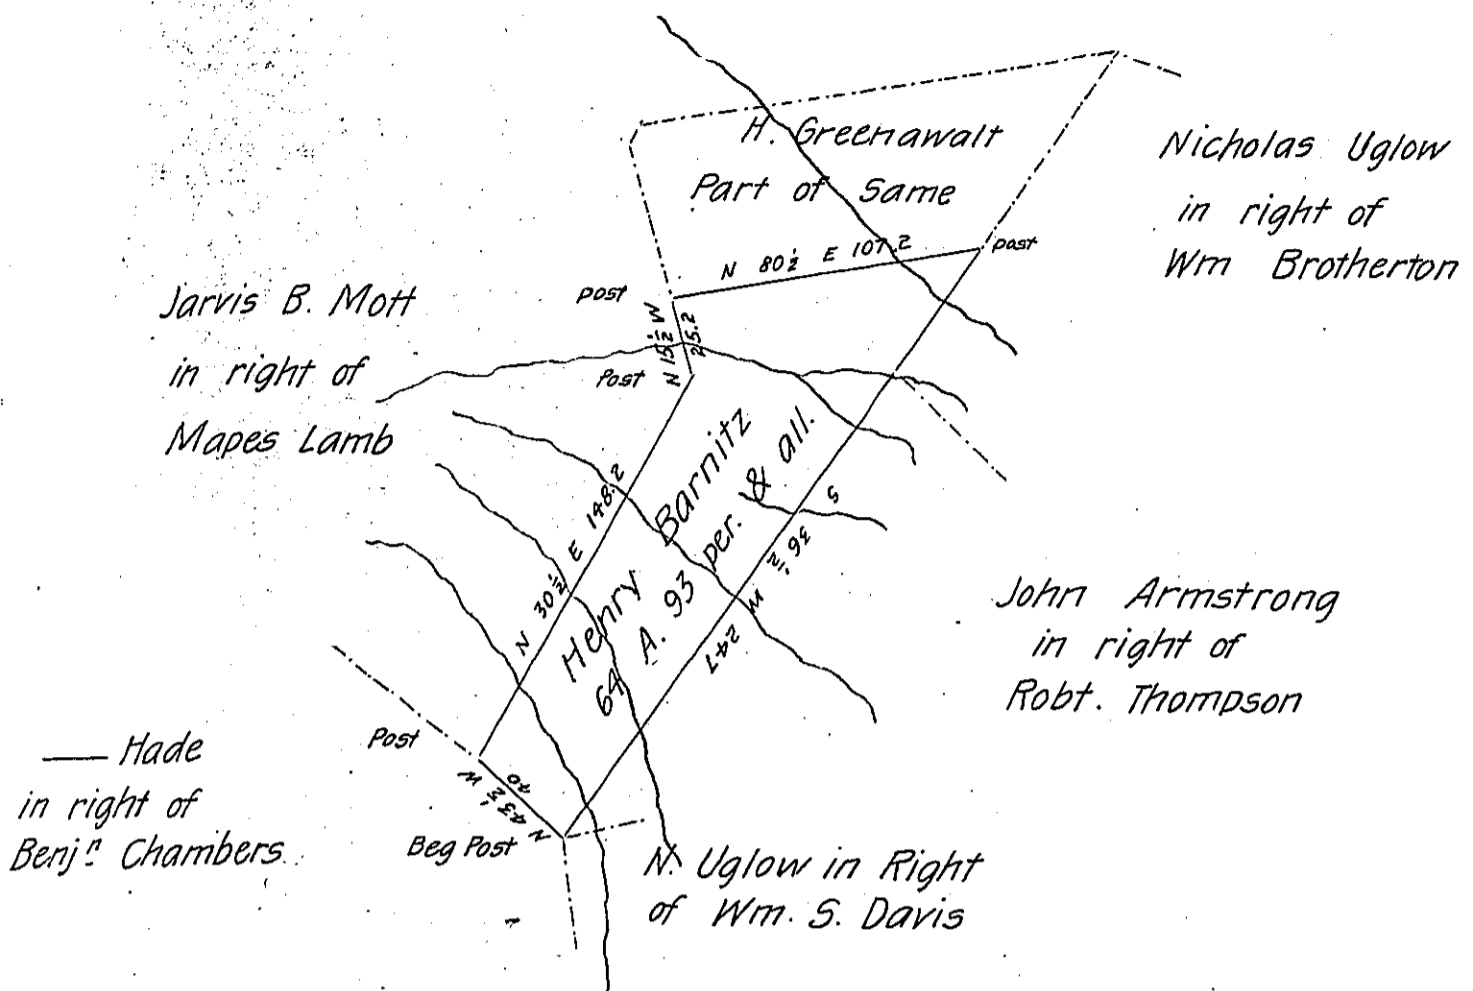 H. Greenawalt
Part of Same
Nicholas Uglow
in right of
Wm Brotherton
N 80½ E 107.2
post
Jarvis B. Mott
in right of
Mapes Lamb
post
N 15½ W
25.2
Post
N 30½ E 148.2
Henry Barnitz
64 A. 93 per. & all.
S 36½ W 247
John Armstrong
in right of
Robt. Thompson
Post
N 43½ W
40
Beg Post
—— Hade
in right of
Benjⁿ Chambers
N. Uglow in Right
of Wm. S. Davis